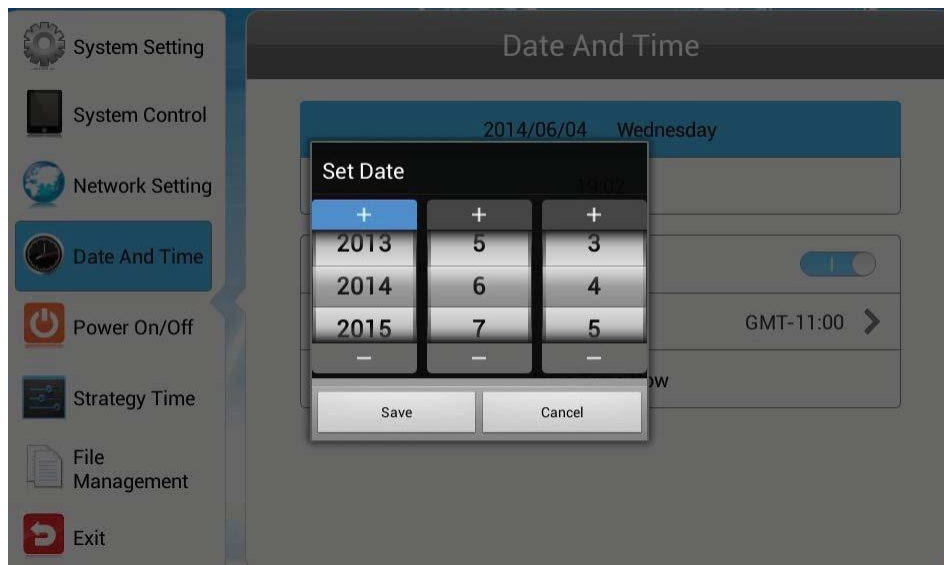 System Setting
System Control
Network Setting
Date And Time
Power On/Off
Strategy Time
File
Management
Exit
Date And Time
2014/06/04 Wednesday
19:02
GMT-11:00
Set Date
+ + +
2013 5 3
2014 6 4
2015 7 5
- - -
Save Cancel